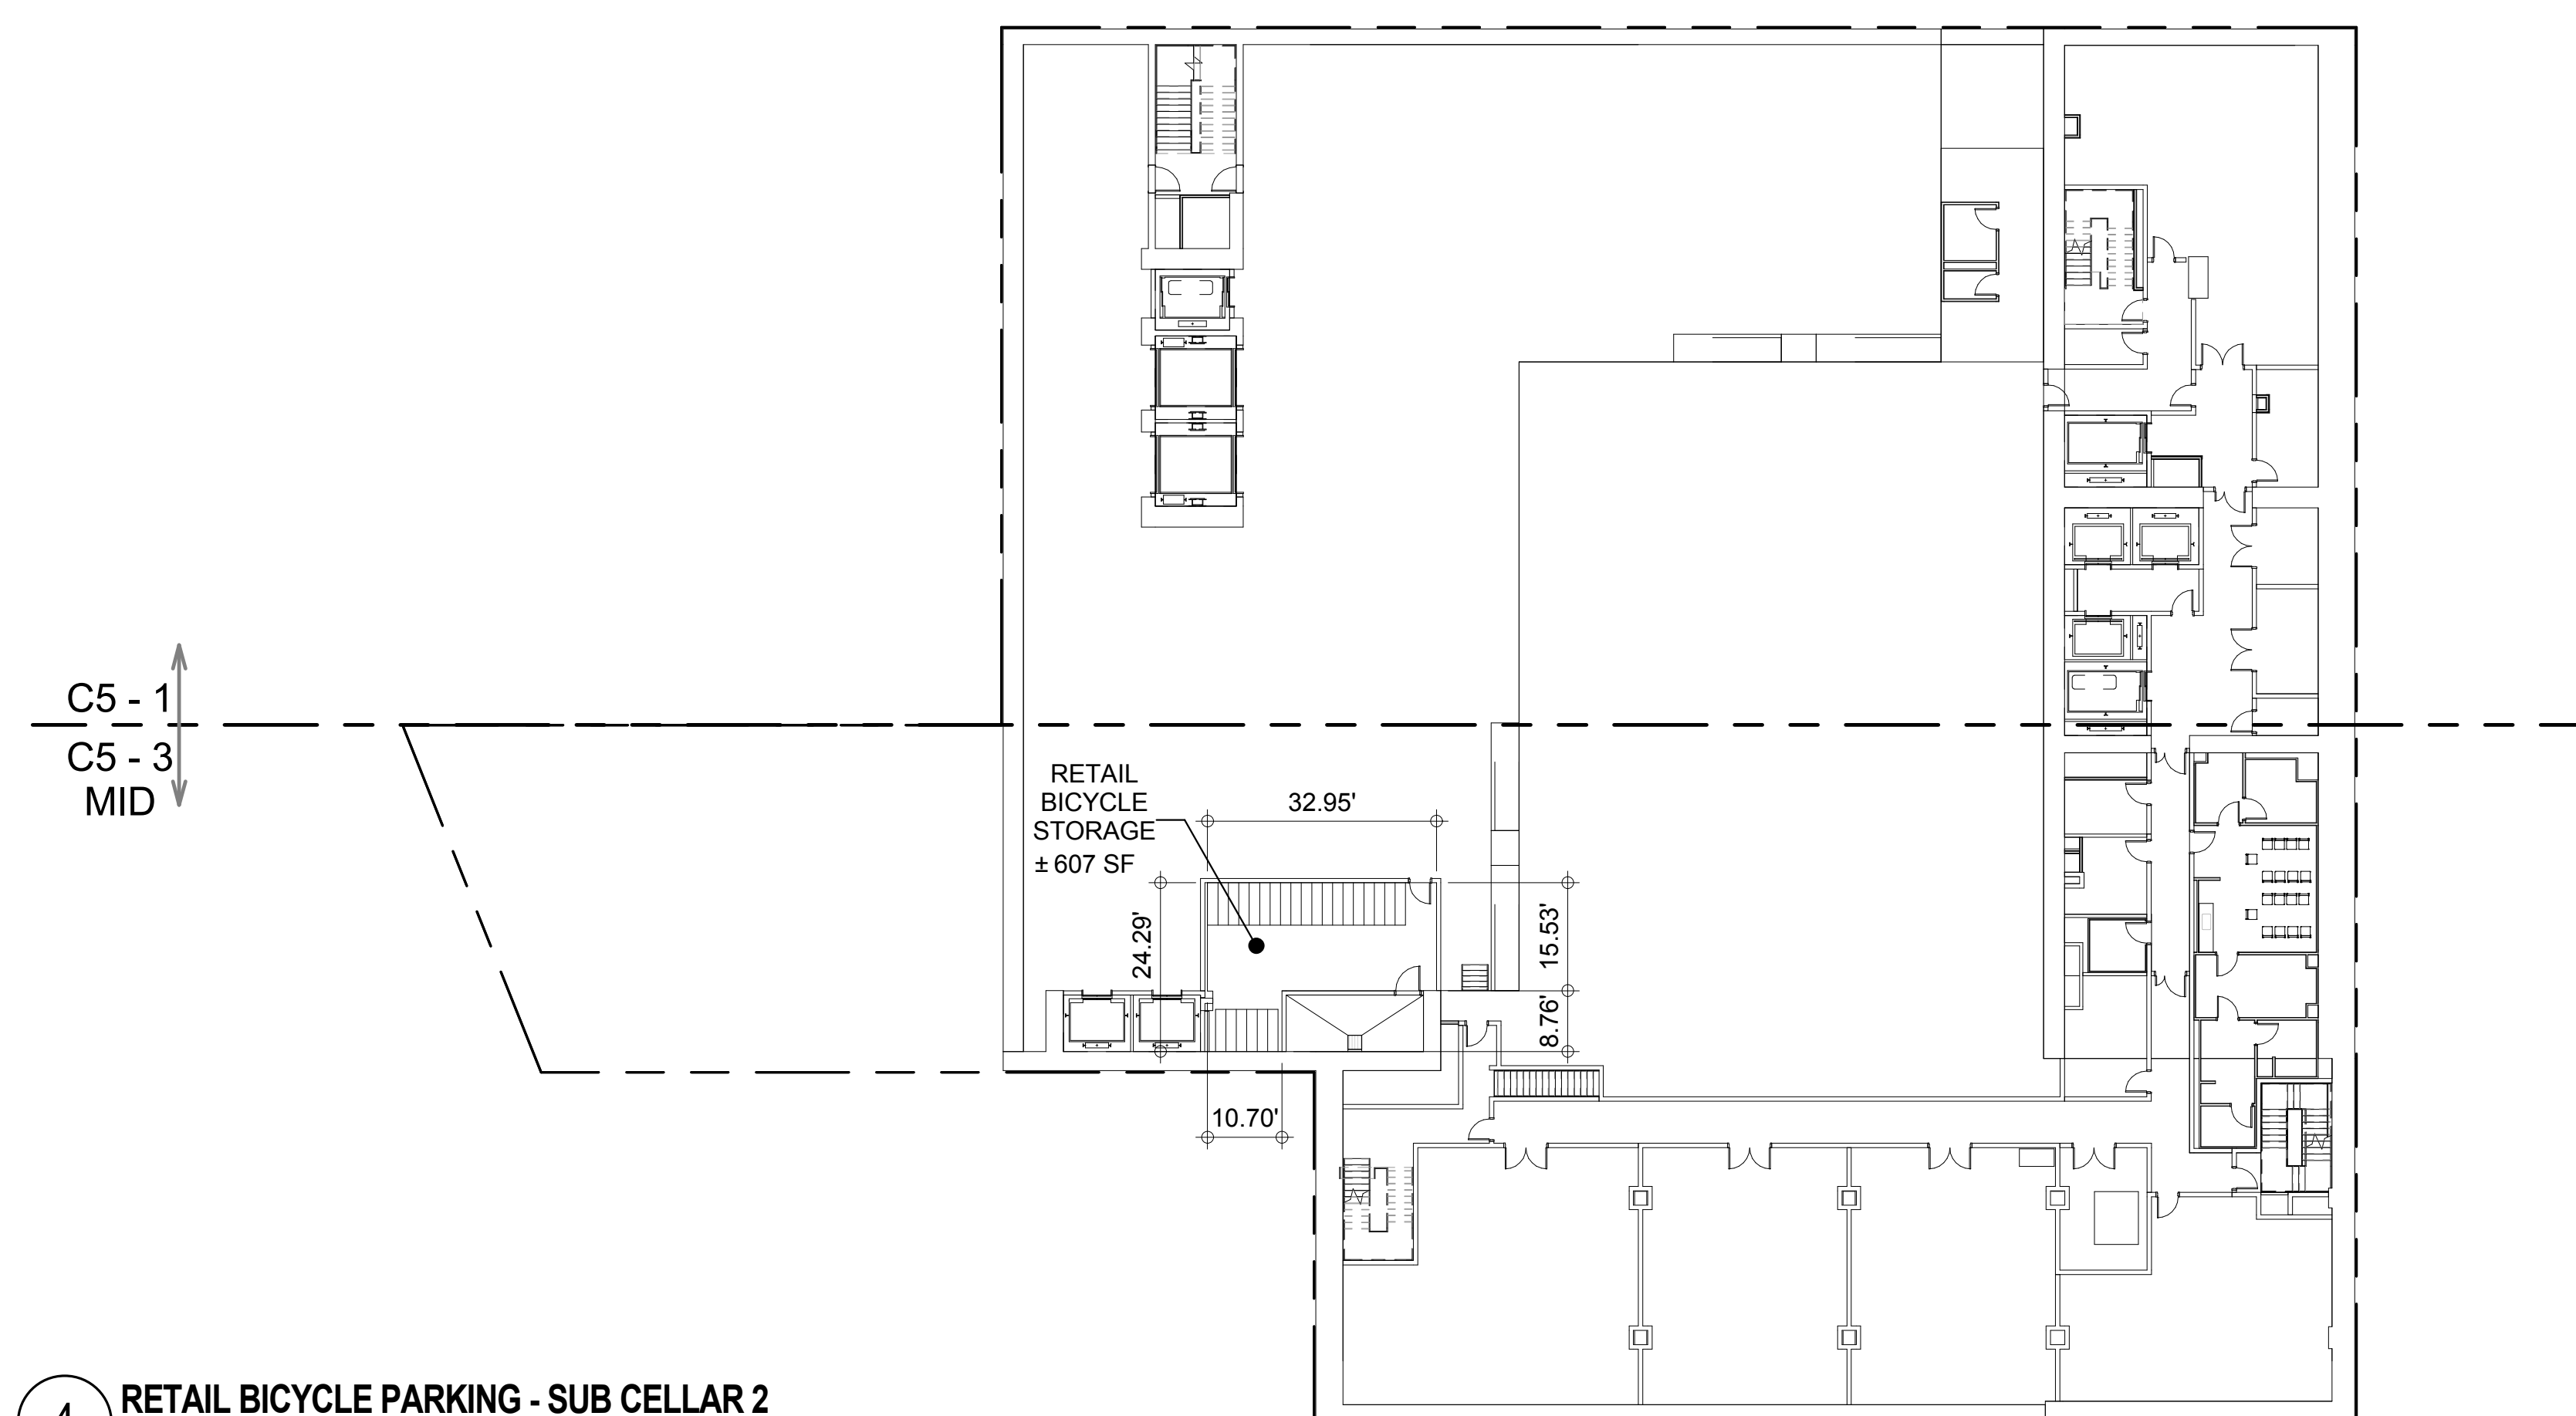 C5 - 1
C5 - 3
MID
RETAIL
BICYCLE
STORAGE
± 607 SF
32.95'
24.29'
15.53'
8.76'
10.70'
4
RETAIL BICYCLE PARKING - SUB CELLAR 2